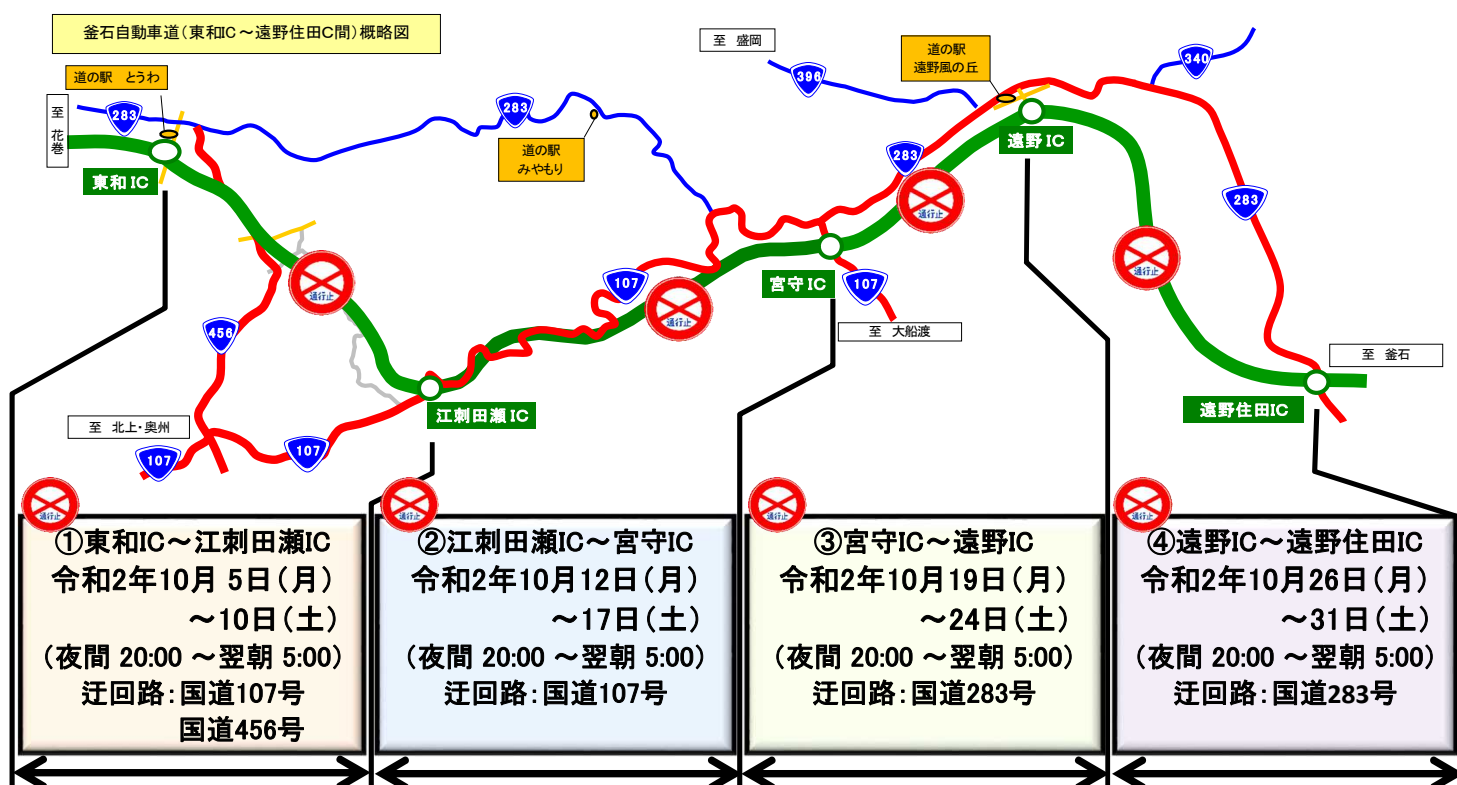 釜石自動車道(東和IC～遠野住田C間)概略図
至 盛岡
道の駅
遠野風の丘
340
396
道の駅 とうわ
至 花巻
283
283
道の駅
みやもり
東和IC
遠野IC
283
283
通行止
通行止
通行止
通行止
107
宮守IC
107
456
至 大船渡
至 釜石
江刺田瀬IC
遠野住田IC
至 北上・奥州
107
107
通行止
①東和IC～江刺田瀬IC
令和2年10月 5日(月)
～10日(土)
(夜間 20:00 ～翌朝 5:00)
迂回路:国道107号
国道456号
通行止
②江刺田瀬IC～宮守IC
令和2年10月12日(月)
～17日(土)
(夜間 20:00 ～翌朝 5:00)
迂回路:国道107号
通行止
③宮守IC～遠野IC
令和2年10月19日(月)
～24日(土)
(夜間 20:00 ～翌朝 5:00)
迂回路:国道283号
通行止
④遠野IC～遠野住田IC
令和2年10月26日(月)
～31日(土)
(夜間 20:00 ～翌朝 5:00)
迂回路:国道283号